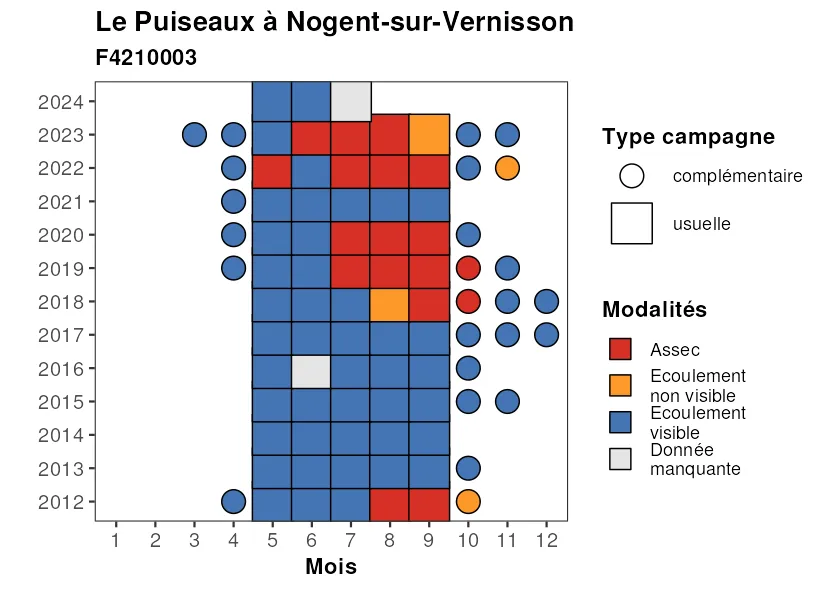 Le Puiseaux à Nogent-sur-Vernisson
F4210003
2024
2023
2022
2021
2020
2019
2018
2017
2016
2015
2014
2013
2012
1 2 3 4 5 6 7 8 9 10 11 12
Mois
Type campagne
complémentaire
usuelle
Modalités
Assec
Ecoulement
non visible
Ecoulement
visible
Donnée
manquante